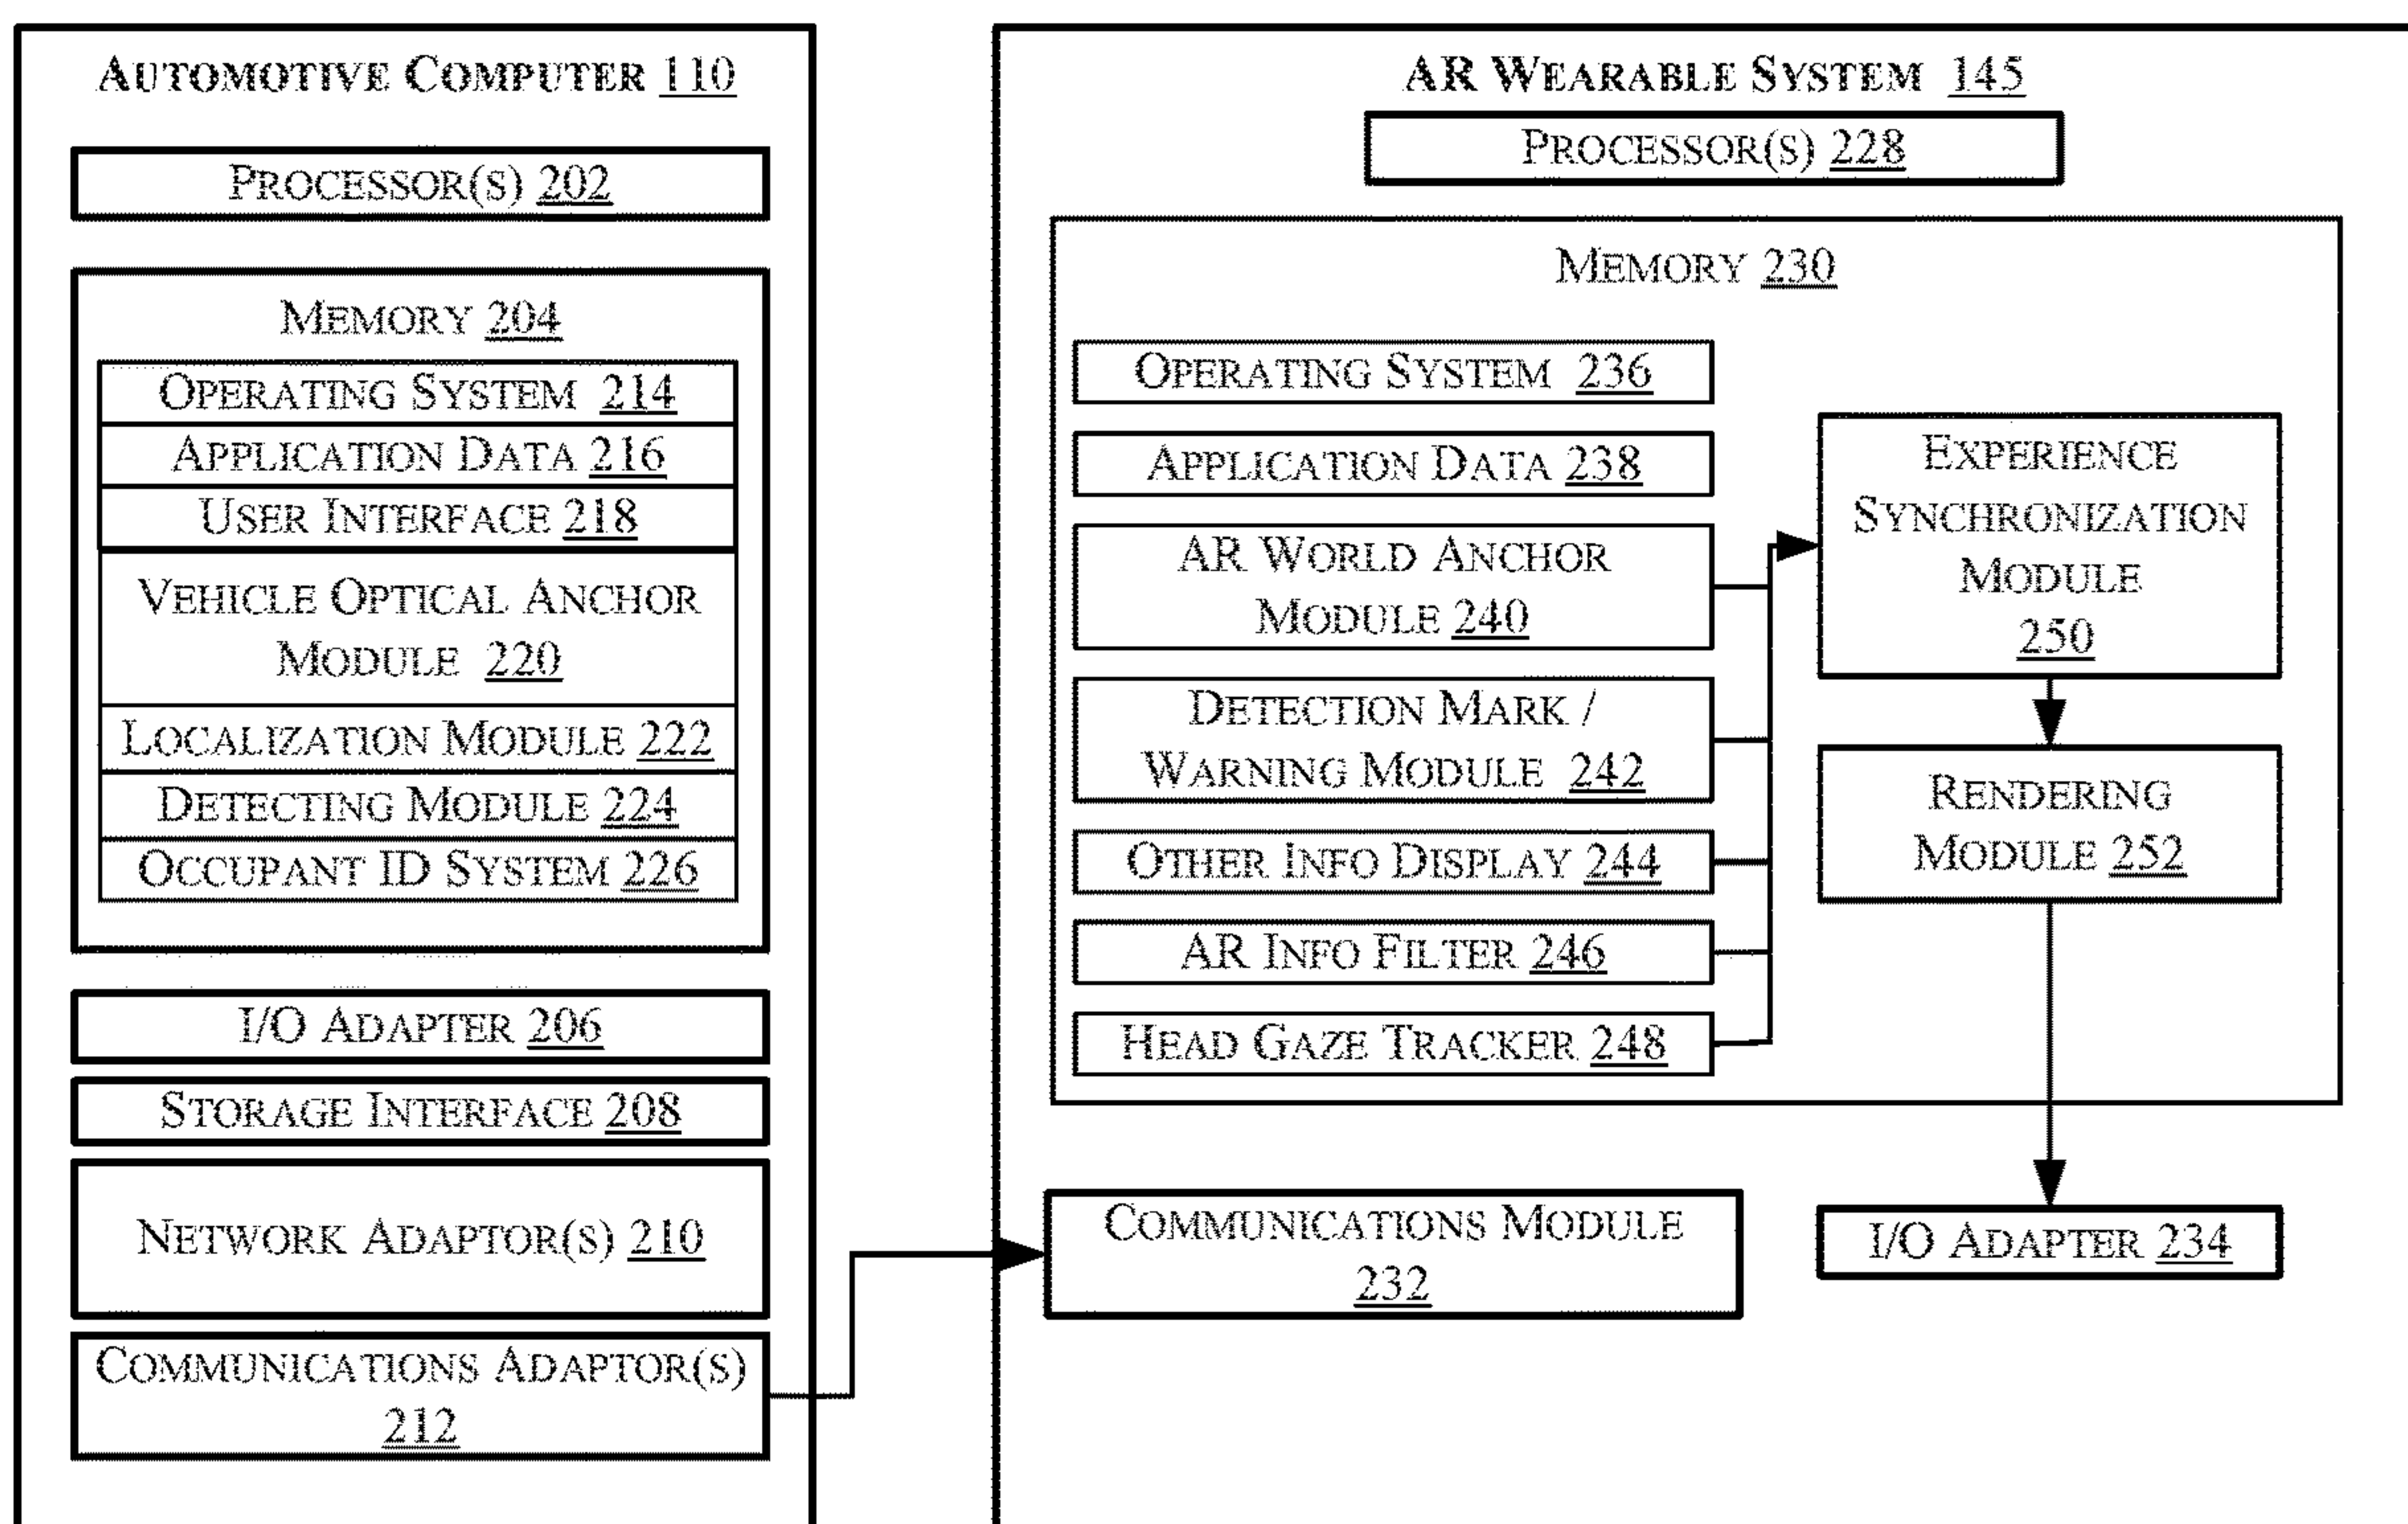 AUTOMOTIVE COMPUTER 110
PROCESSOR(S) 202
MEMORY 204
OPERATING SYSTEM 214
APPLICATION DATA 216
USER INTERFACE 218
VEHICLE OPTICAL ANCHOR
MODULE 220
LOCALIZATION MODULE 222
DETECTING MODULE 224
OCCUPANT ID SYSTEM 226
I/O ADAPTER 206
STORAGE INTERFACE 208
NETWORK ADAPTOR(S) 210
COMMUNICATIONS ADAPTOR(S)
212
AR WEARABLE SYSTEM 145
PROCESSOR(S) 228
MEMORY 230
OPERATING SYSTEM 236
APPLICATION DATA 238
AR WORLD ANCHOR
MODULE 240
DETECTION MARK /
WARNING MODULE 242
OTHER INFO DISPLAY 244
AR INFO FILTER 246
HEAD GAZE TRACKER 248
EXPERIENCE
SYNCHRONIZATION
MODULE
250
RENDERING
MODULE 252
COMMUNICATIONS MODULE
232
I/O ADAPTER 234